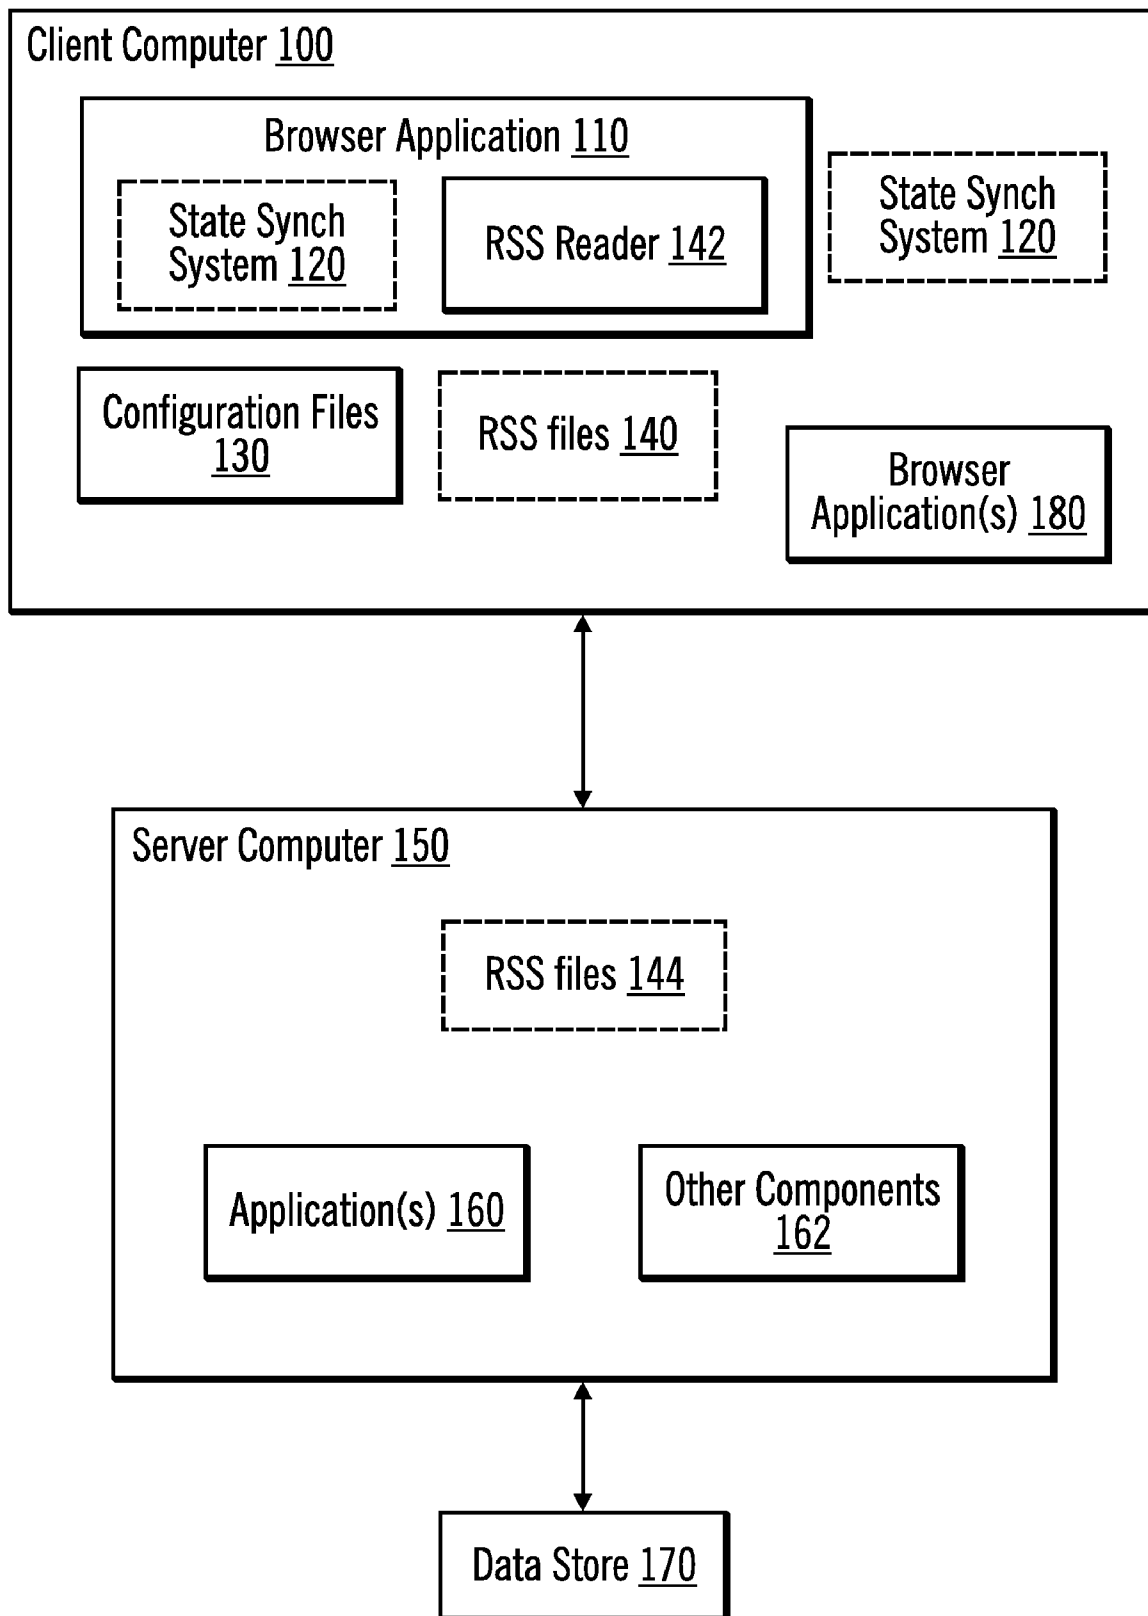 Client Computer 100
Browser Application 110
State Synch
System 120
RSS Reader 142
State Synch
System 120
Configuration Files
130
RSS files 140
Browser
Application(s) 180
Server Computer 150
RSS files 144
Application(s) 160
Other Components
162
Data Store 170